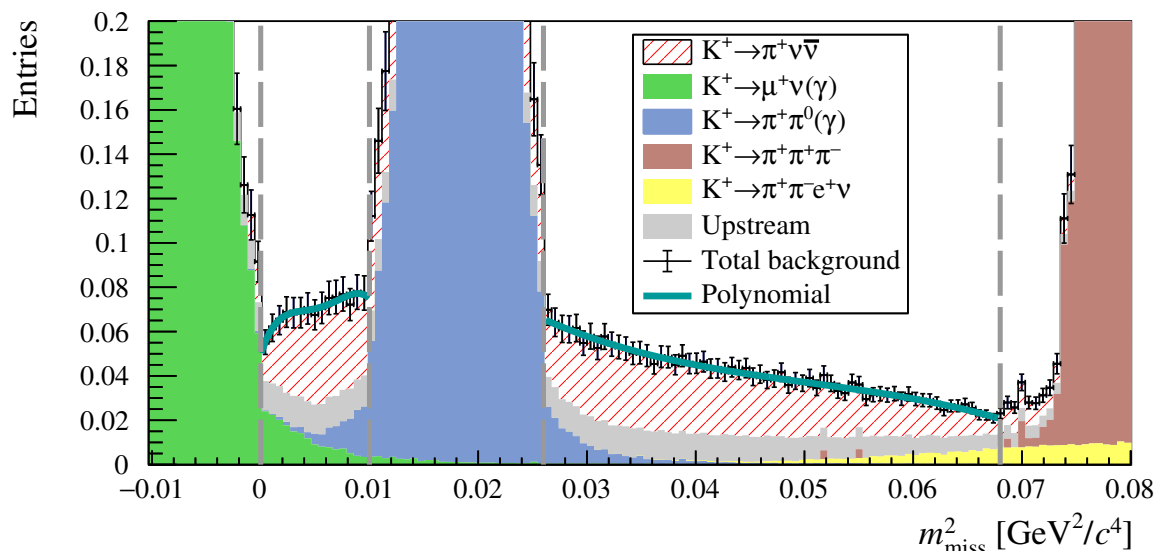 Entries
0.2
0.18
0.16
0.14
0.12
0.1
0.08
0.06
0.04
0.02
0
K⁺→π⁺νν̅
K⁺→μ⁺ν(γ)
K⁺→π⁺π⁰(γ)
K⁺→π⁺π⁺π⁻
K⁺→π⁺π⁻e⁺ν
Upstream
Total background
Polynomial
−0.01 0 0.01 0.02 0.03 0.04 0.05 0.06 0.07 0.08
m²miss [GeV²/c⁴]